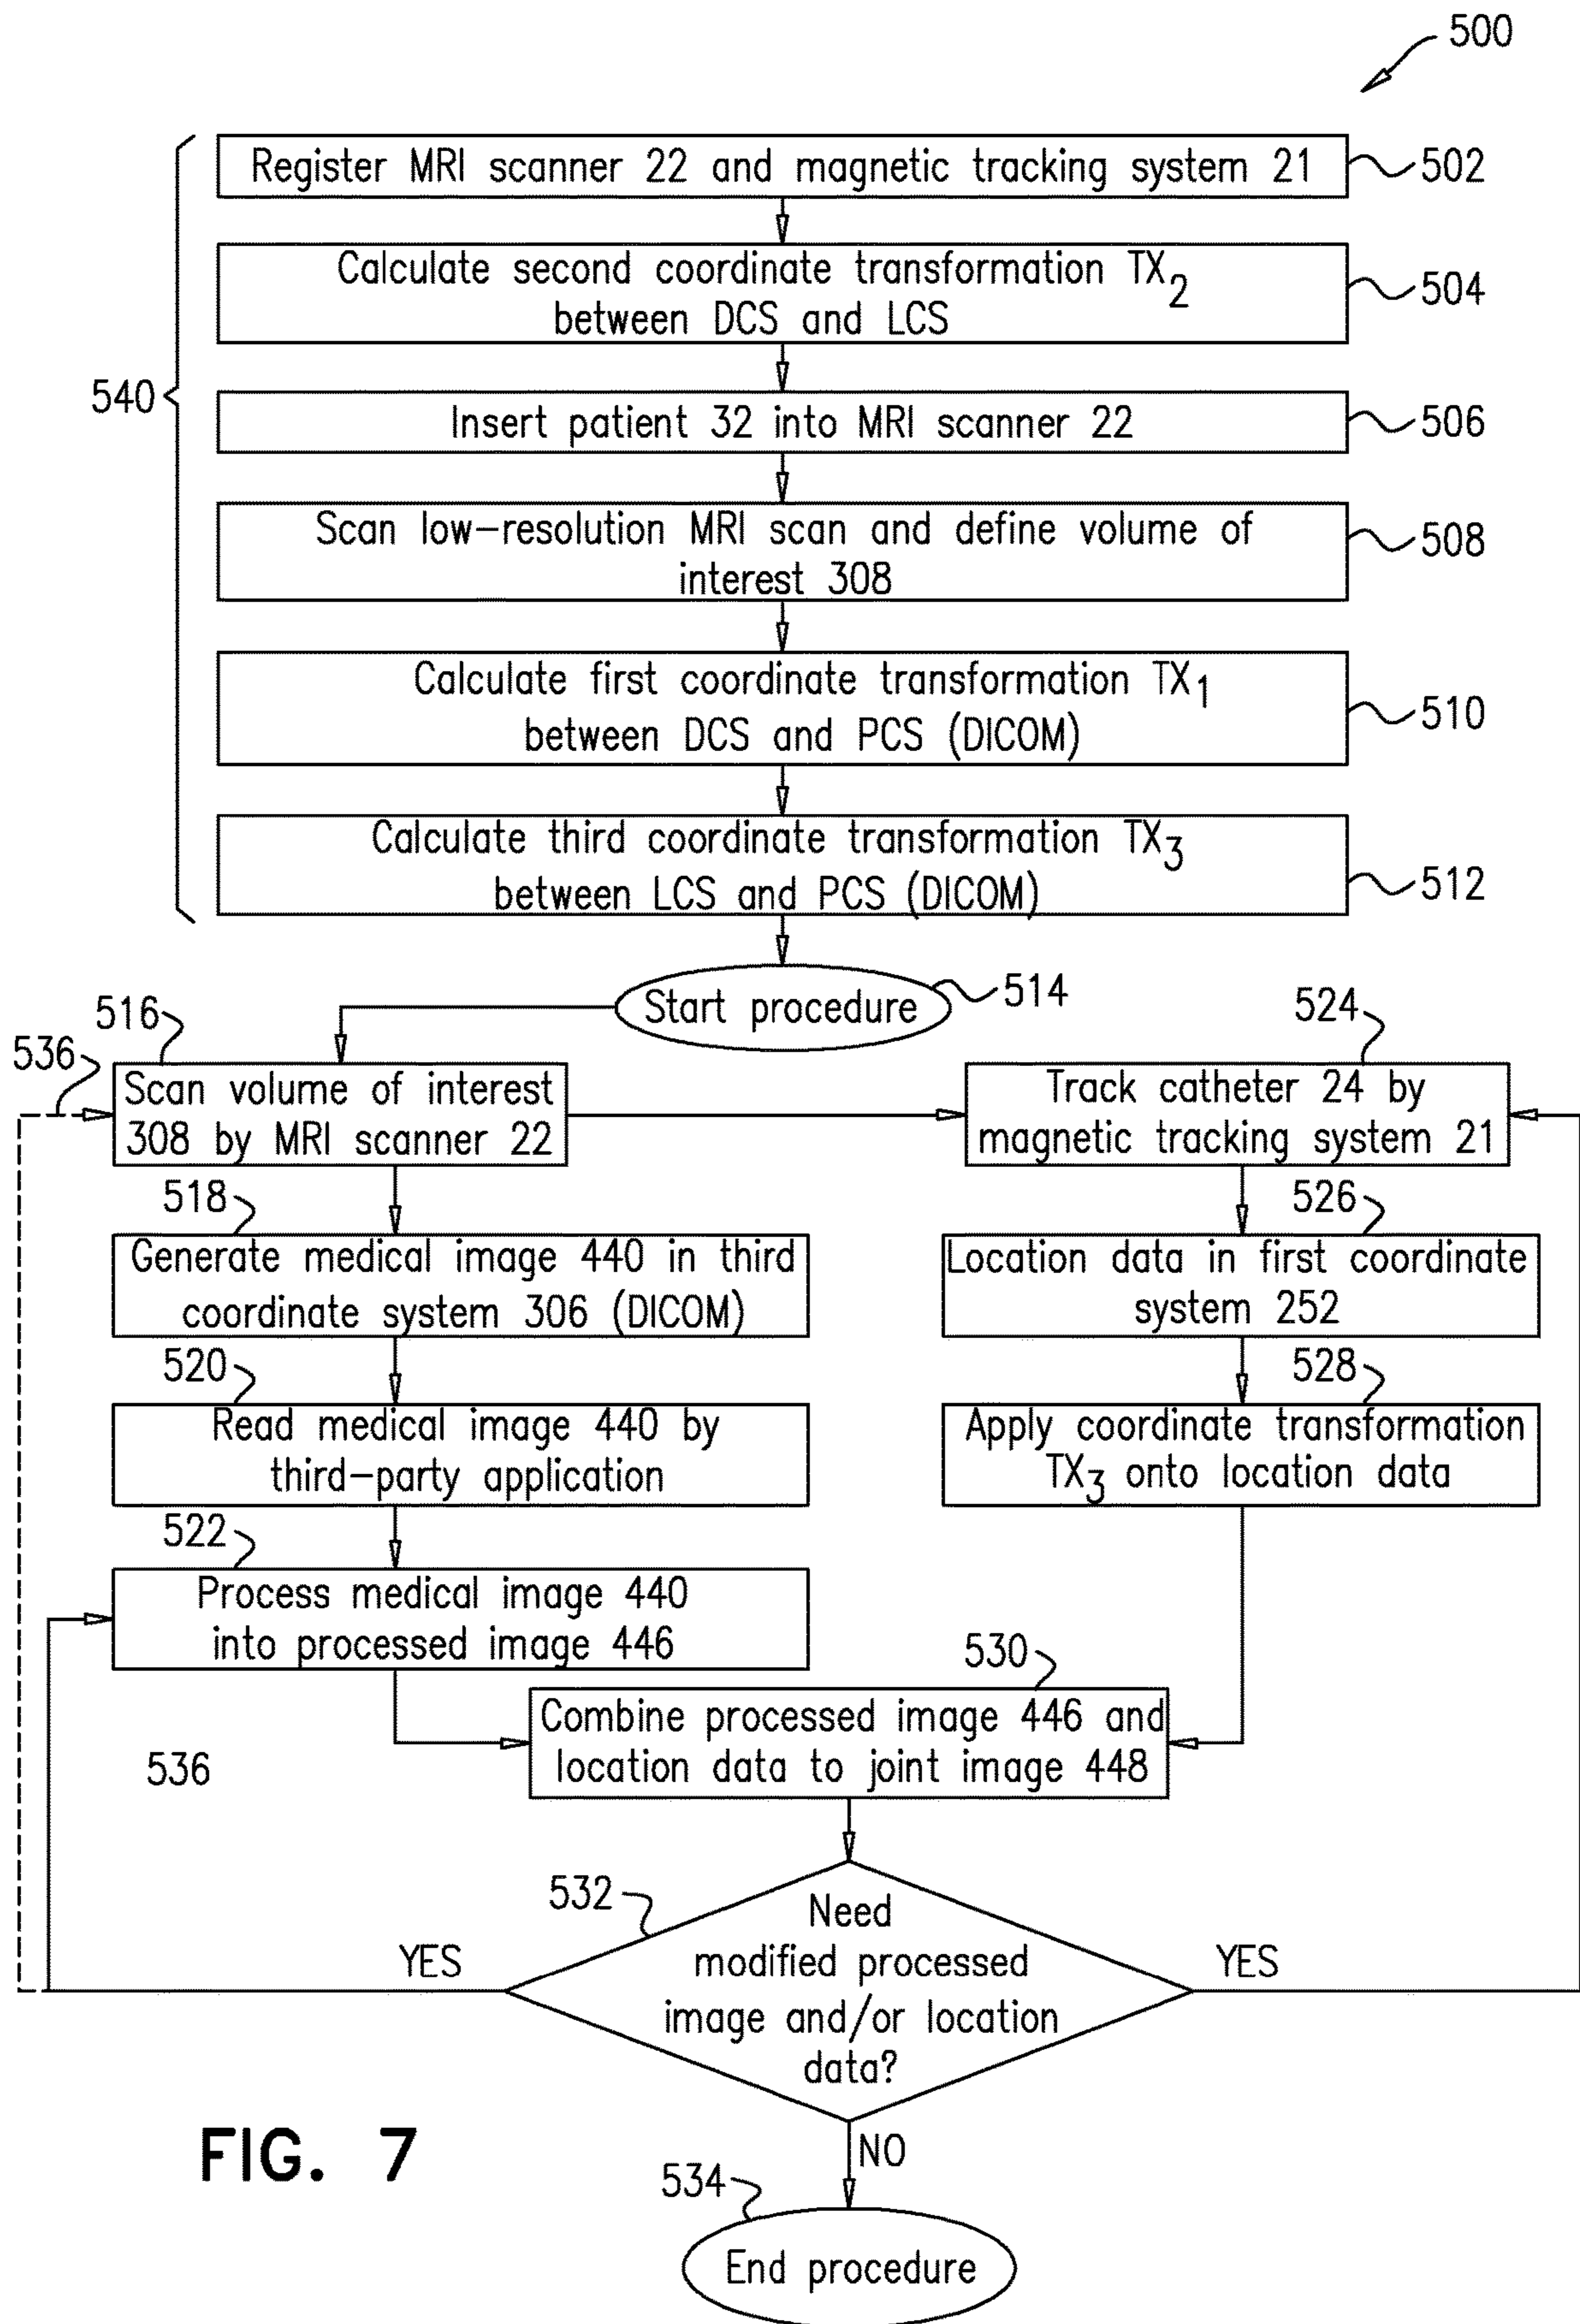 500
Register MRI scanner 22 and magnetic tracking system 21
502
Calculate second coordinate transformation TX2
between DCS and LCS
504
540
Insert patient 32 into MRI scanner 22
506
Scan low-resolution MRI scan and define volume of
interest 308
508
Calculate first coordinate transformation TX1
between DCS and PCS (DICOM)
510
Calculate third coordinate transformation TX3
between LCS and PCS (DICOM)
512
Start procedure
514
516
536
Scan volume of interest
308 by MRI scanner 22
524
Track catheter 24 by
magnetic tracking system 21
518
Generate medical image 440 in third
coordinate system 306 (DICOM)
526
Location data in first coordinate
system 252
520
Read medical image 440 by
third-party application
528
Apply coordinate transformation
TX3 onto location data
522
Process medical image 440
into processed image 446
530
Combine processed image 446 and
location data to joint image 448
536
532
Need
modified processed
image and/or location
data?
YES
YES
NO
534
End procedure
FIG. 7